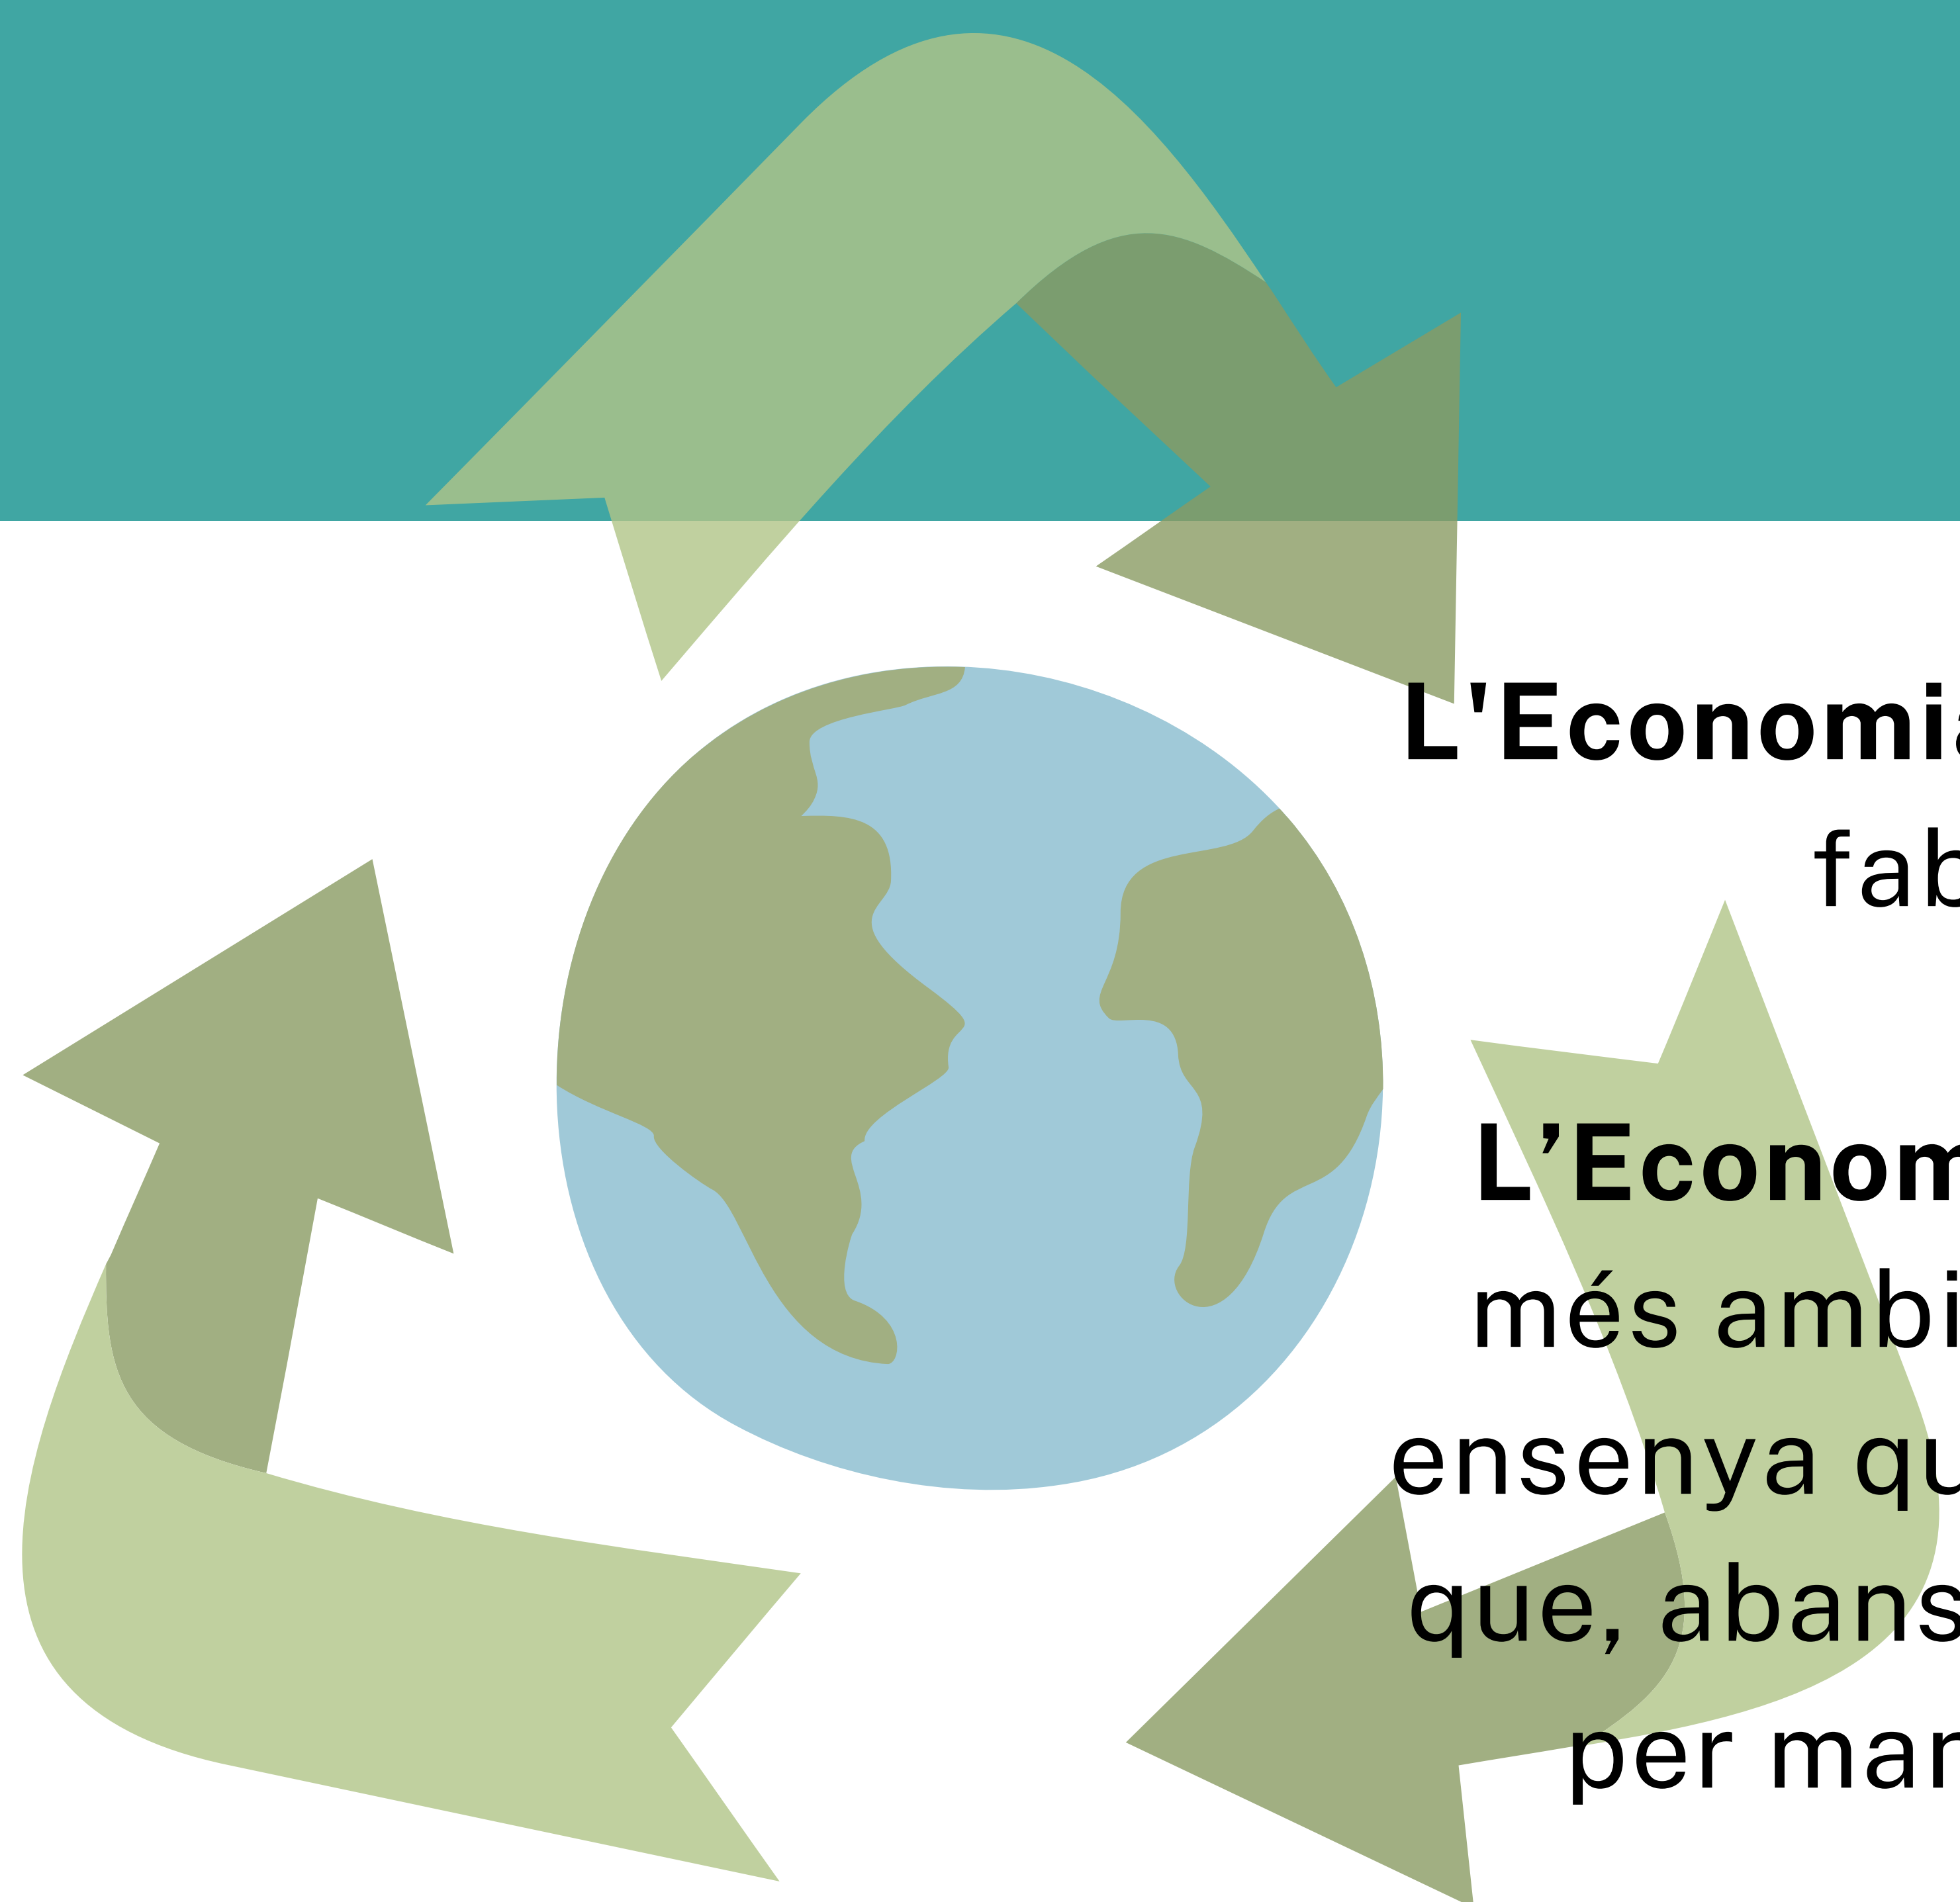 L'Economia
fab
L’Econom
més ambi
ensenya qu
que, abans
per mar